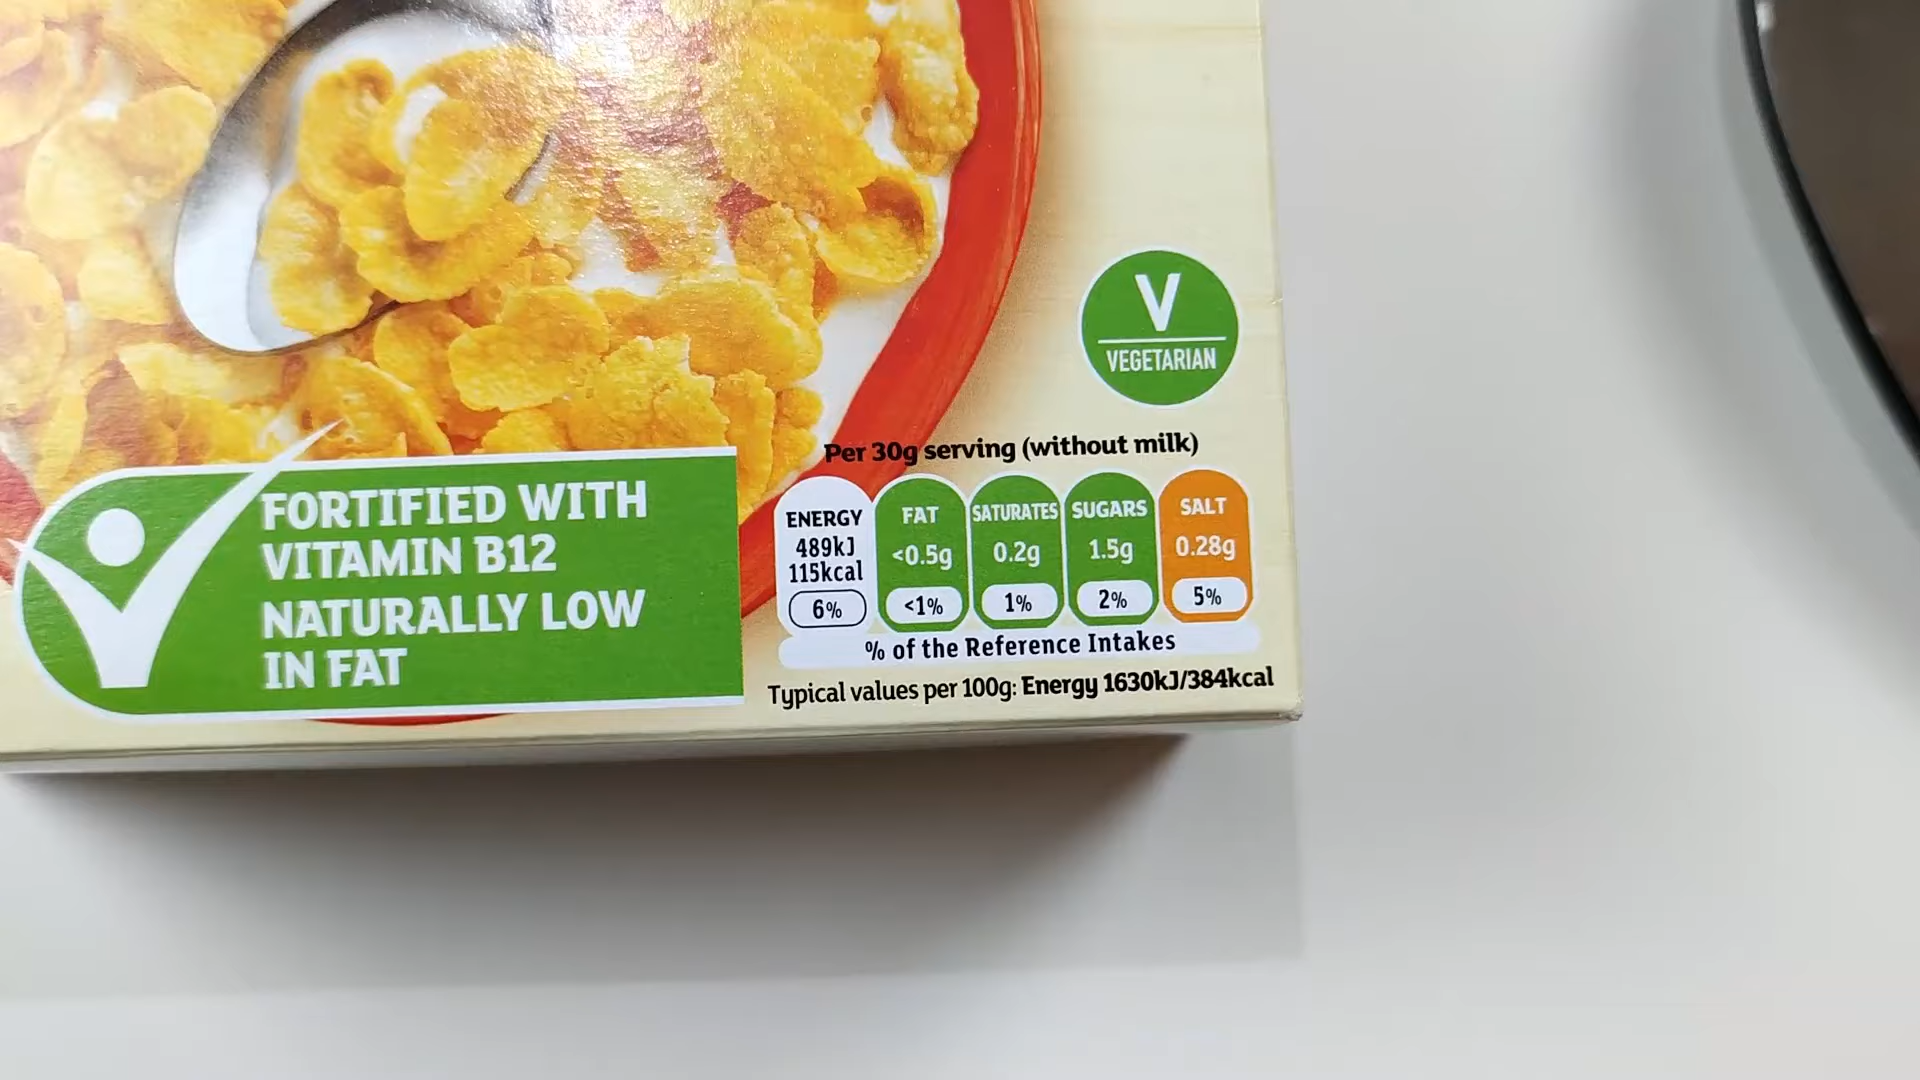 V
VEGETARIAN
FORTIFIED WITH
VITAMIN B12
NATURALLY LOW
IN FAT
Per 30g serving (without milk)
ENERGY
489kJ
115kcal
6%
FAT
<0.5g
<1%
SATURATES
0.2g
1%
SUGARS
1.5g
2%
SALT
0.28g
5%
% of the Reference Intakes
Typical values per 100g: Energy 1630kJ/384kcal